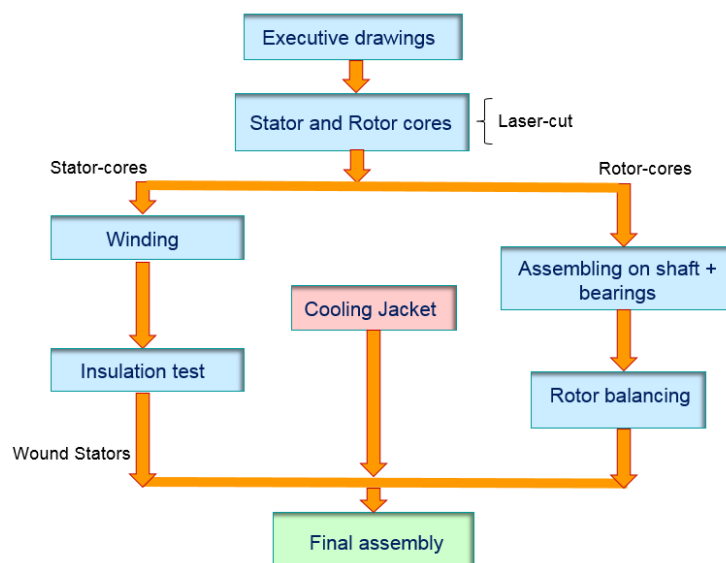 Executive drawings
Stator and Rotor cores
Laser-cut
Stator-cores
Rotor-cores
Winding
Assembling on shaft +
bearings
Cooling Jacket
Insulation test
Rotor balancing
Wound Stators
Final assembly